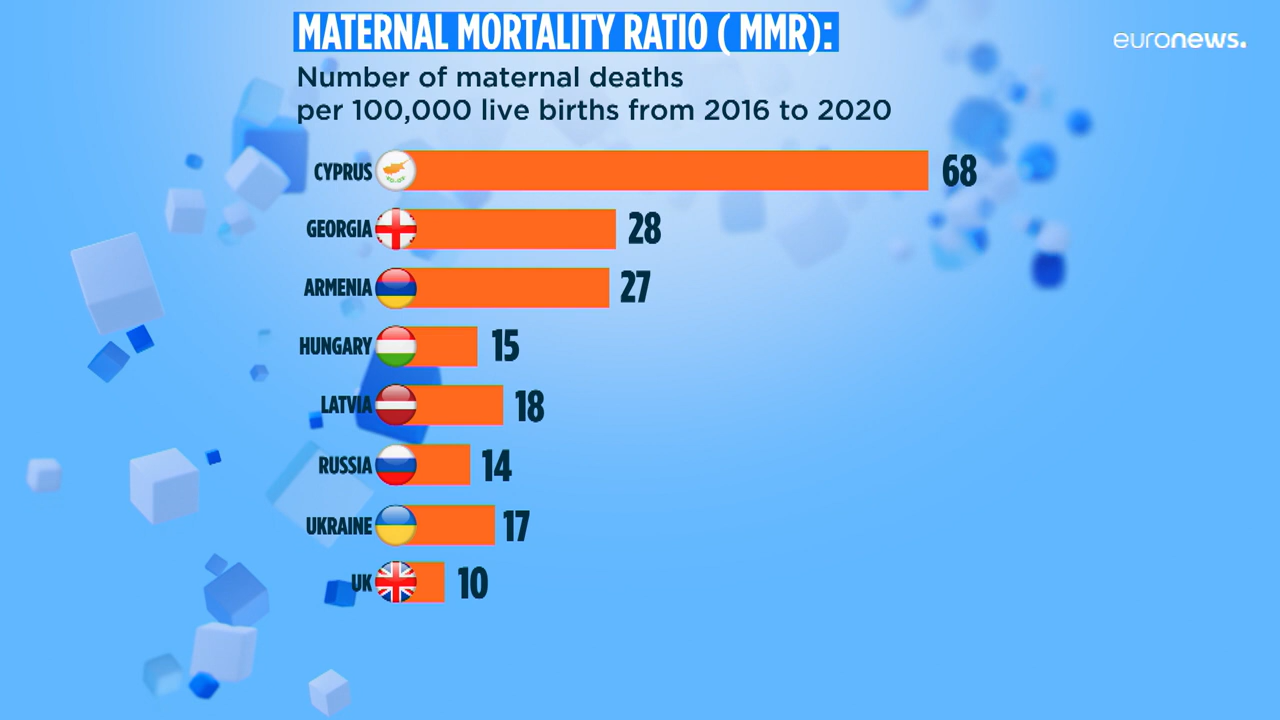 MATERNAL MORTALITY RATIO ( MMR):
euronews.
Number of maternal deaths
per 100,000 live births from 2016 to 2020
CYPRUS 68
GEORGIA 28
ARMENIA 27
HUNGARY 15
LATVIA 18
RUSSIA 14
UKRAINE 17
UK 10